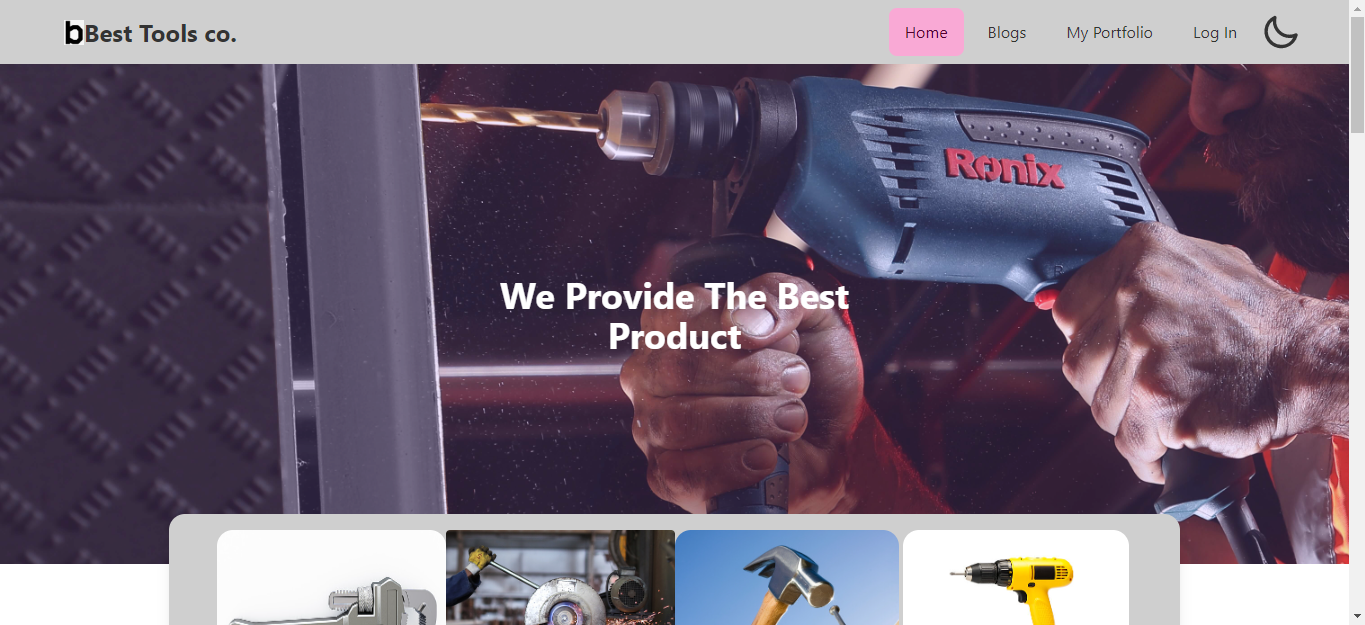 bBest Tools co.
Home
Blogs
My Portfolio
Log In
Ronix
We Provide The Best
Product